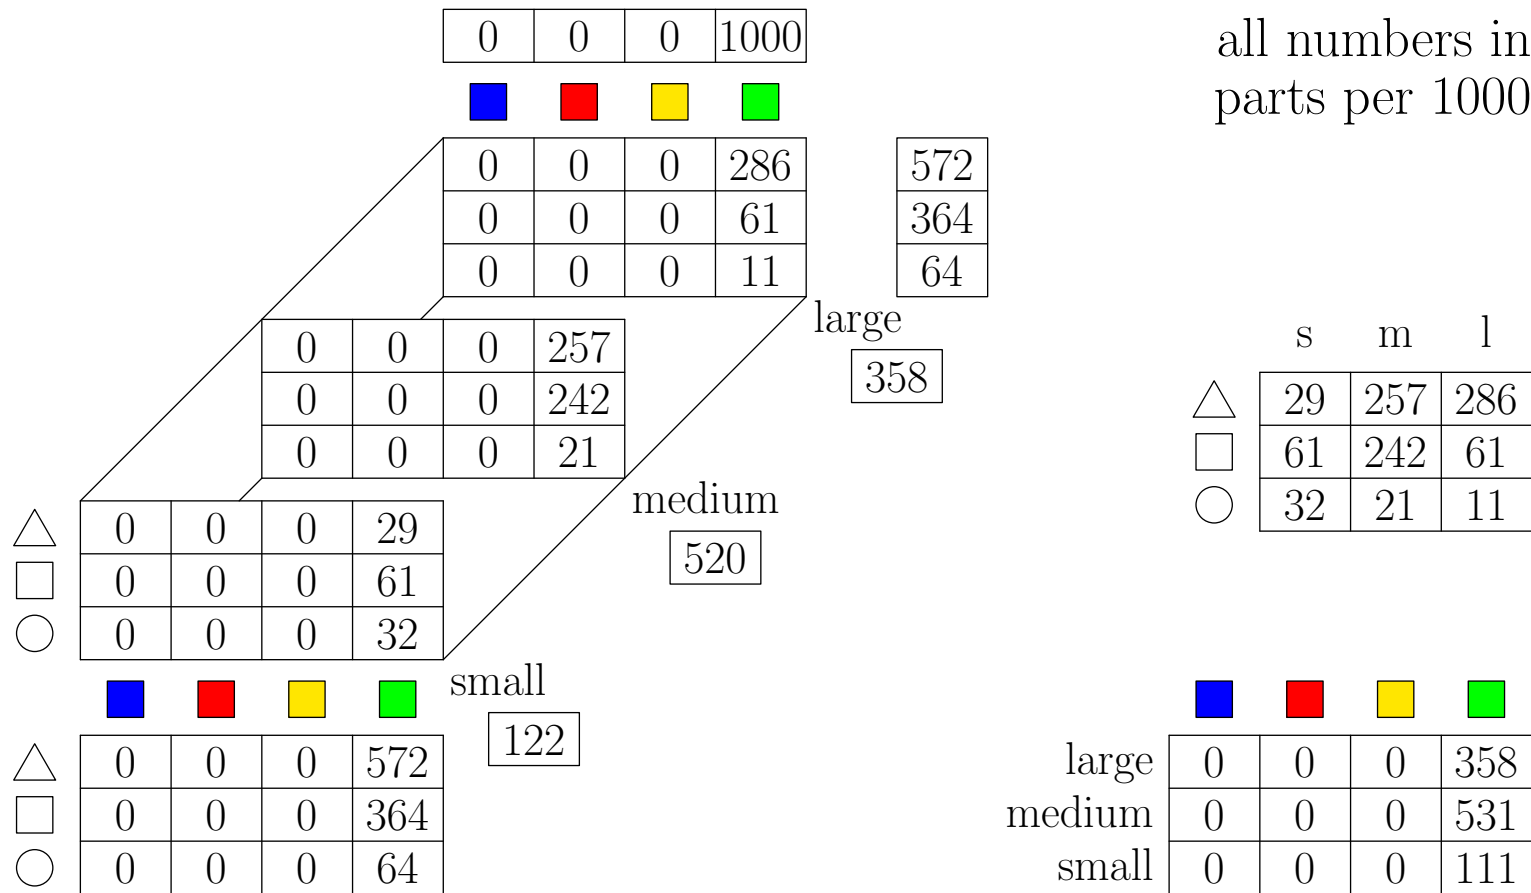 0 0 0 1000
all numbers in
parts per 1000
0 0 0 286
0 0 0 61
0 0 0 11
572
364
64
large
358
0 0 0 257
0 0 0 242
0 0 0 21
medium
520
s m l
29 257 286
61 242 61
32 21 11
0 0 0 29
0 0 0 61
0 0 0 32
small
122
0 0 0 572
0 0 0 364
0 0 0 64
large 0 0 0 358
medium 0 0 0 531
small 0 0 0 111